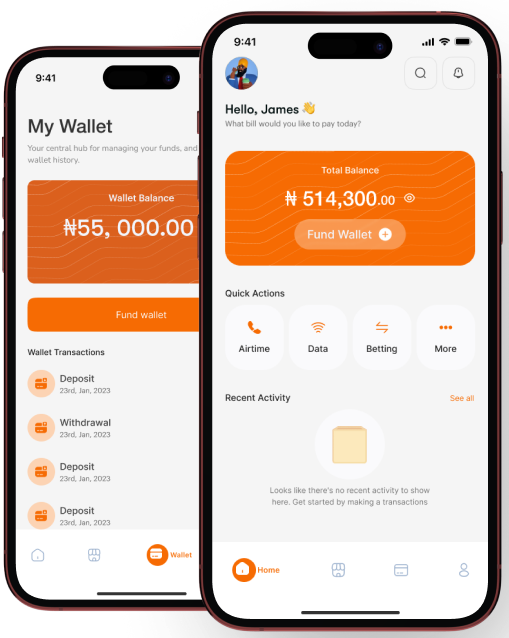 9:41
My Wallet
Your central hub for managing your funds, and
wallet history.
Wallet Balance
₦55, 000.00
Fund wallet
Wallet Transactions
Deposit
23rd, Jan, 2023
Withdrawal
23rd, Jan, 2023
Deposit
23rd, Jan, 2023
Deposit
23rd, Jan, 2023
Wallet
9:41
Hello, James 👋
What bill would you like to pay today?
Total Balance
₦ 514,300.00
Fund Wallet
Quick Actions
Airtime
Data
Betting
More
Recent Activity
See all
Looks like there's no recent activity to show
here. Get started by making a transactions
Home